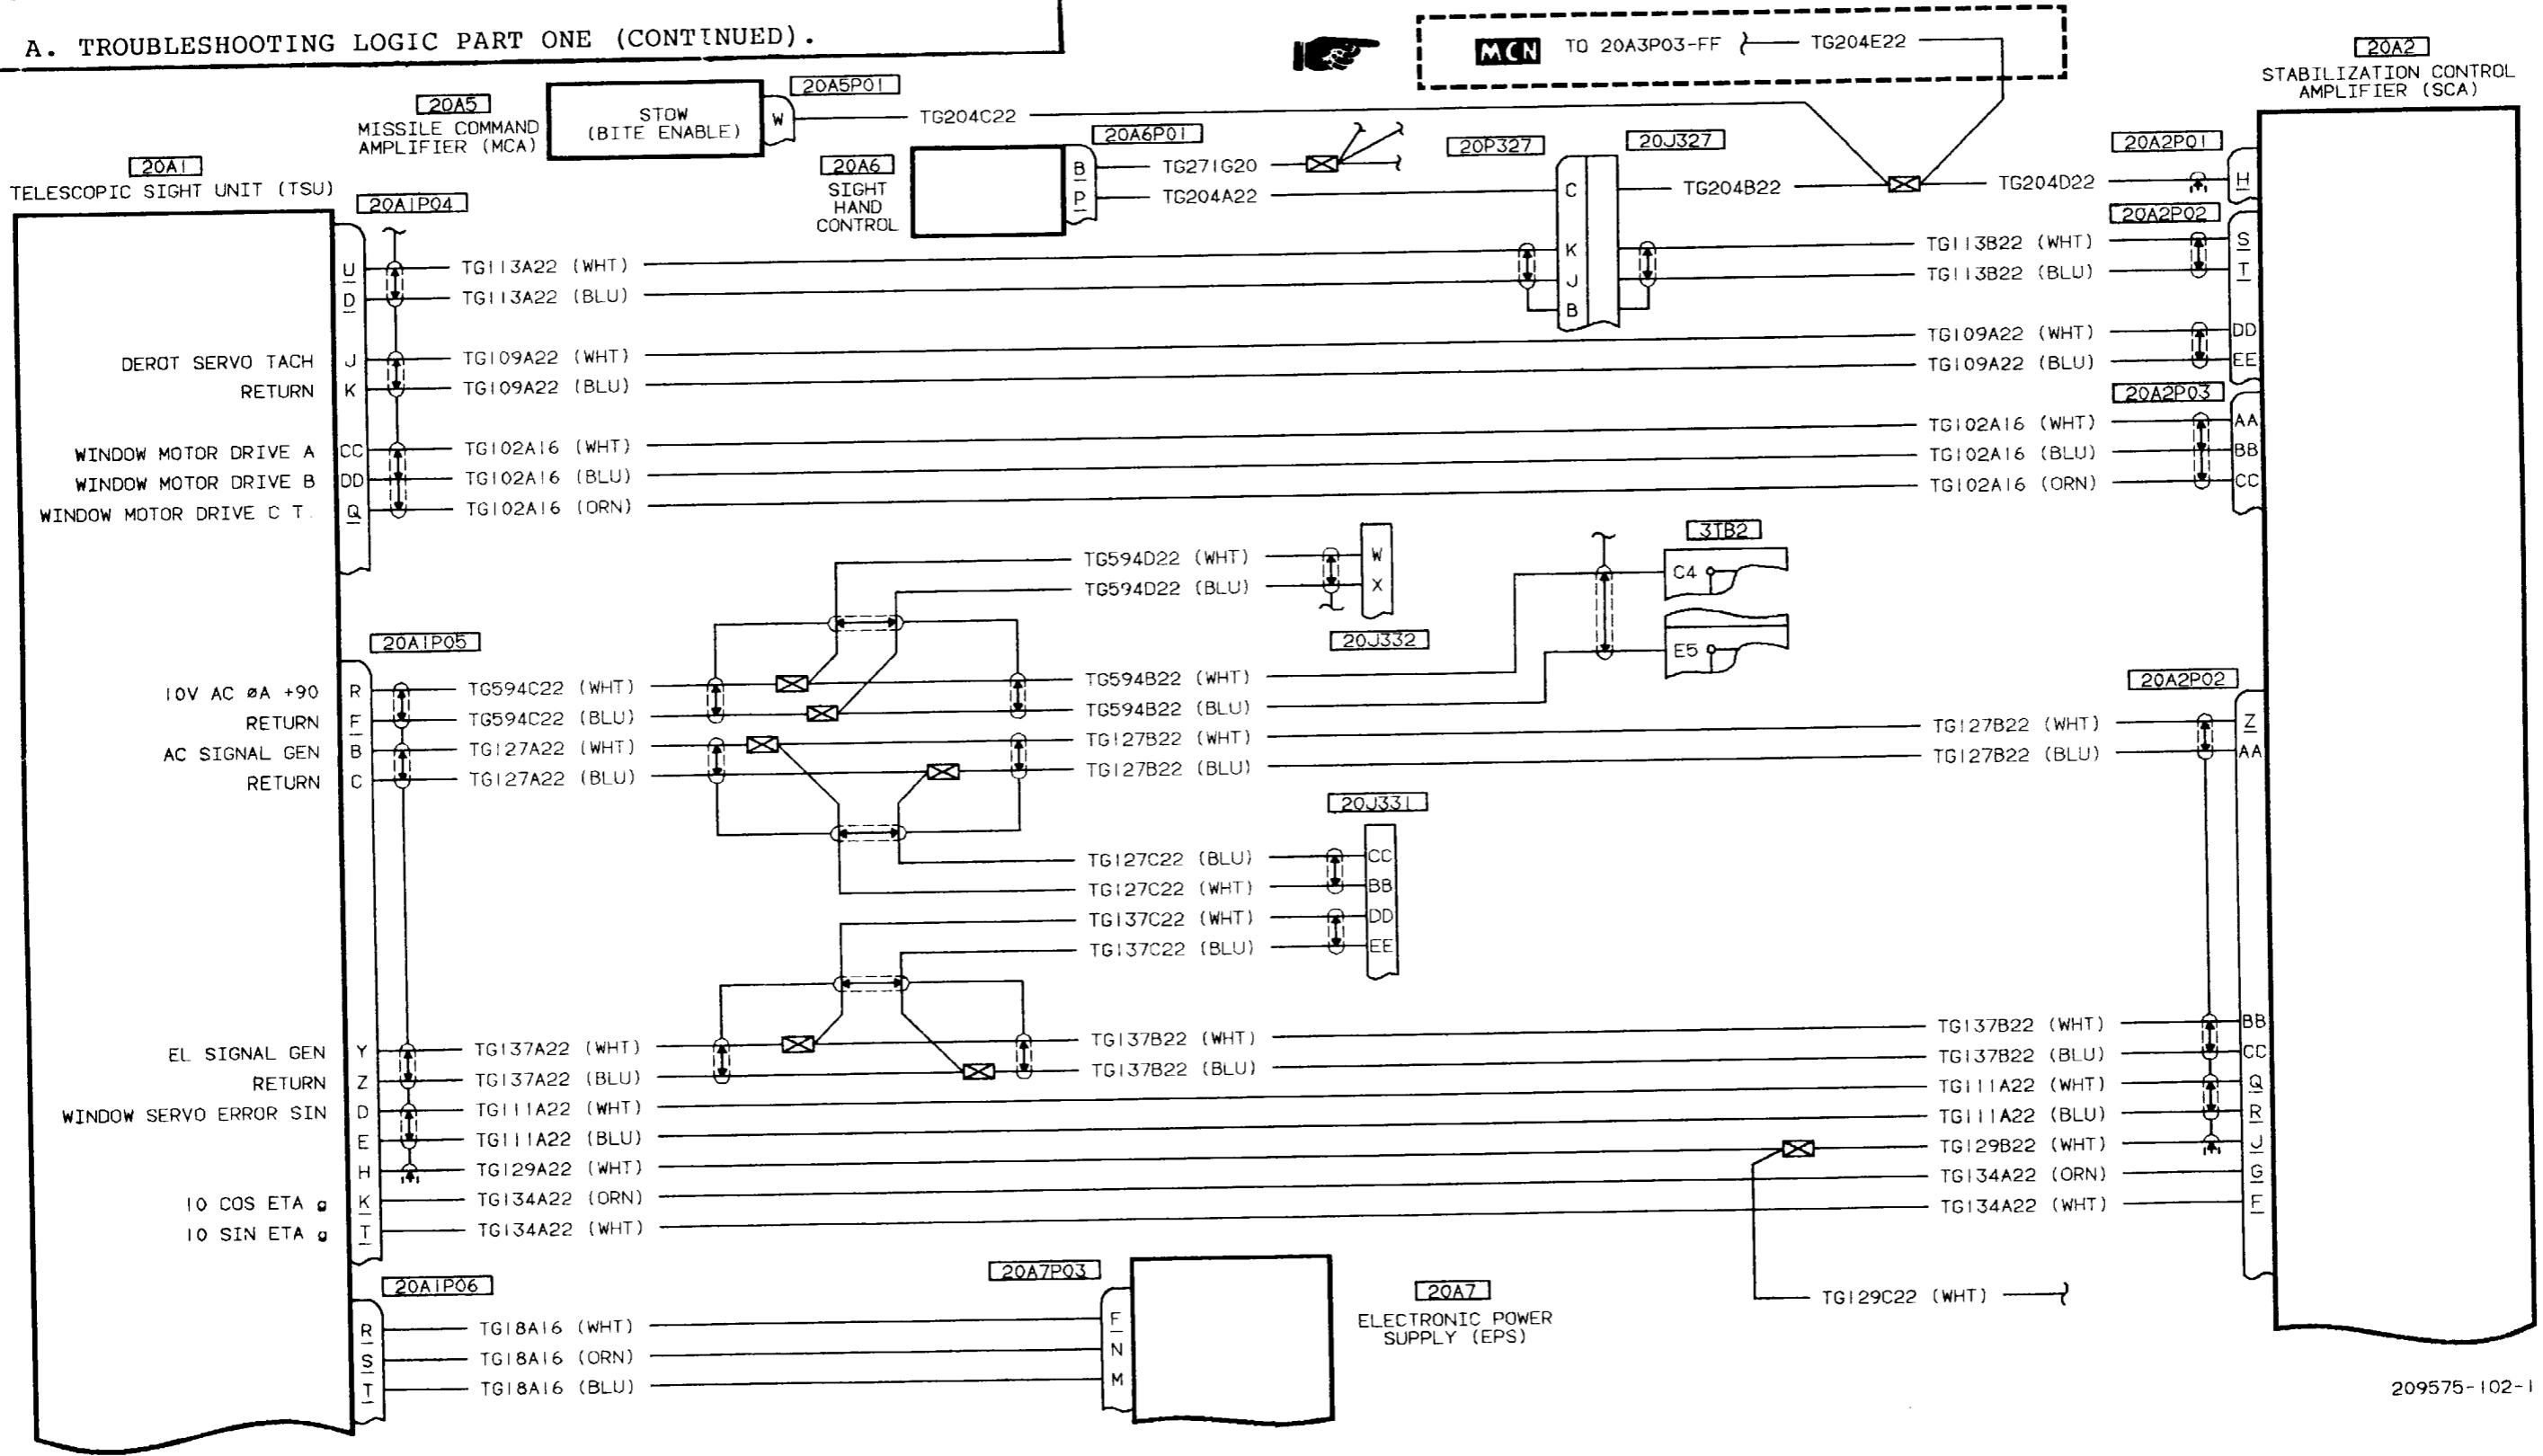 A. TROUBLESHOOTING LOGIC PART ONE (CONTINUED).
MCN TO 20A3P03-FF TG204E22
20A2
STABILIZATION CONTROL
AMPLIFIER (SCA)
20A5
MISSILE COMMAND
AMPLIFIER (MCA)
STOW
(BITE ENABLE)
20A5P01
W TG204C22
20A6
SIGHT
HAND
CONTROL
20A6P01
B TG271G20
P TG204A22
20P327
20J327
C TG204B22
TG204D22
20A2P01
H
20A1
TELESCOPIC SIGHT UNIT (TSU)
20A1P04
20A2P02
U TG113A22 (WHT) K TG113B22 (WHT) S
D TG113A22 (BLU) J TG113B22 (BLU) T
B
DEROT SERVO TACH J TG109A22 (WHT) TG109A22 (WHT) DD
RETURN K TG109A22 (BLU) TG109A22 (BLU) EE
20A2P03
WINDOW MOTOR DRIVE A CC TG102A16 (WHT) TG102A16 (WHT) AA
WINDOW MOTOR DRIVE B DD TG102A16 (BLU) TG102A16 (BLU) BB
WINDOW MOTOR DRIVE C T. Q TG102A16 (ORN) TG102A16 (ORN) CC
TG594D22 (WHT) W
TG594D22 (BLU) X
20J332
3TB2
C4
E5
20A1P05
20A2P02
10V AC øA +90 R TG594C22 (WHT) TG594B22 (WHT)
RETURN F TG594C22 (BLU) TG594B22 (BLU)
AC SIGNAL GEN B TG127A22 (WHT) TG127B22 (WHT) TG127B22 (WHT) Z
RETURN C TG127A22 (BLU) TG127B22 (BLU) TG127B22 (BLU) AA
20J331
TG127C22 (BLU) CC
TG127C22 (WHT) BB
TG137C22 (WHT) DD
TG137C22 (BLU) EE
EL SIGNAL GEN Y TG137A22 (WHT) TG137B22 (WHT) TG137B22 (WHT) BB
RETURN Z TG137A22 (BLU) TG137B22 (BLU) TG137B22 (BLU) CC
WINDOW SERVO ERROR SIN D TG111A22 (WHT) TG111A22 (WHT) Q
E TG111A22 (BLU) TG111A22 (BLU) R
H TG129A22 (WHT) TG129B22 (WHT) J
10 COS ETA g K TG134A22 (ORN) TG134A22 (ORN) G
10 SIN ETA g T TG134A22 (WHT) TG134A22 (WHT) F
TG129C22 (WHT)
20A1P06
20A7P03
20A7
ELECTRONIC POWER
SUPPLY (EPS)
R TG18A16 (WHT) F
S TG18A16 (ORN) N
T TG18A16 (BLU) M
209575-102-1